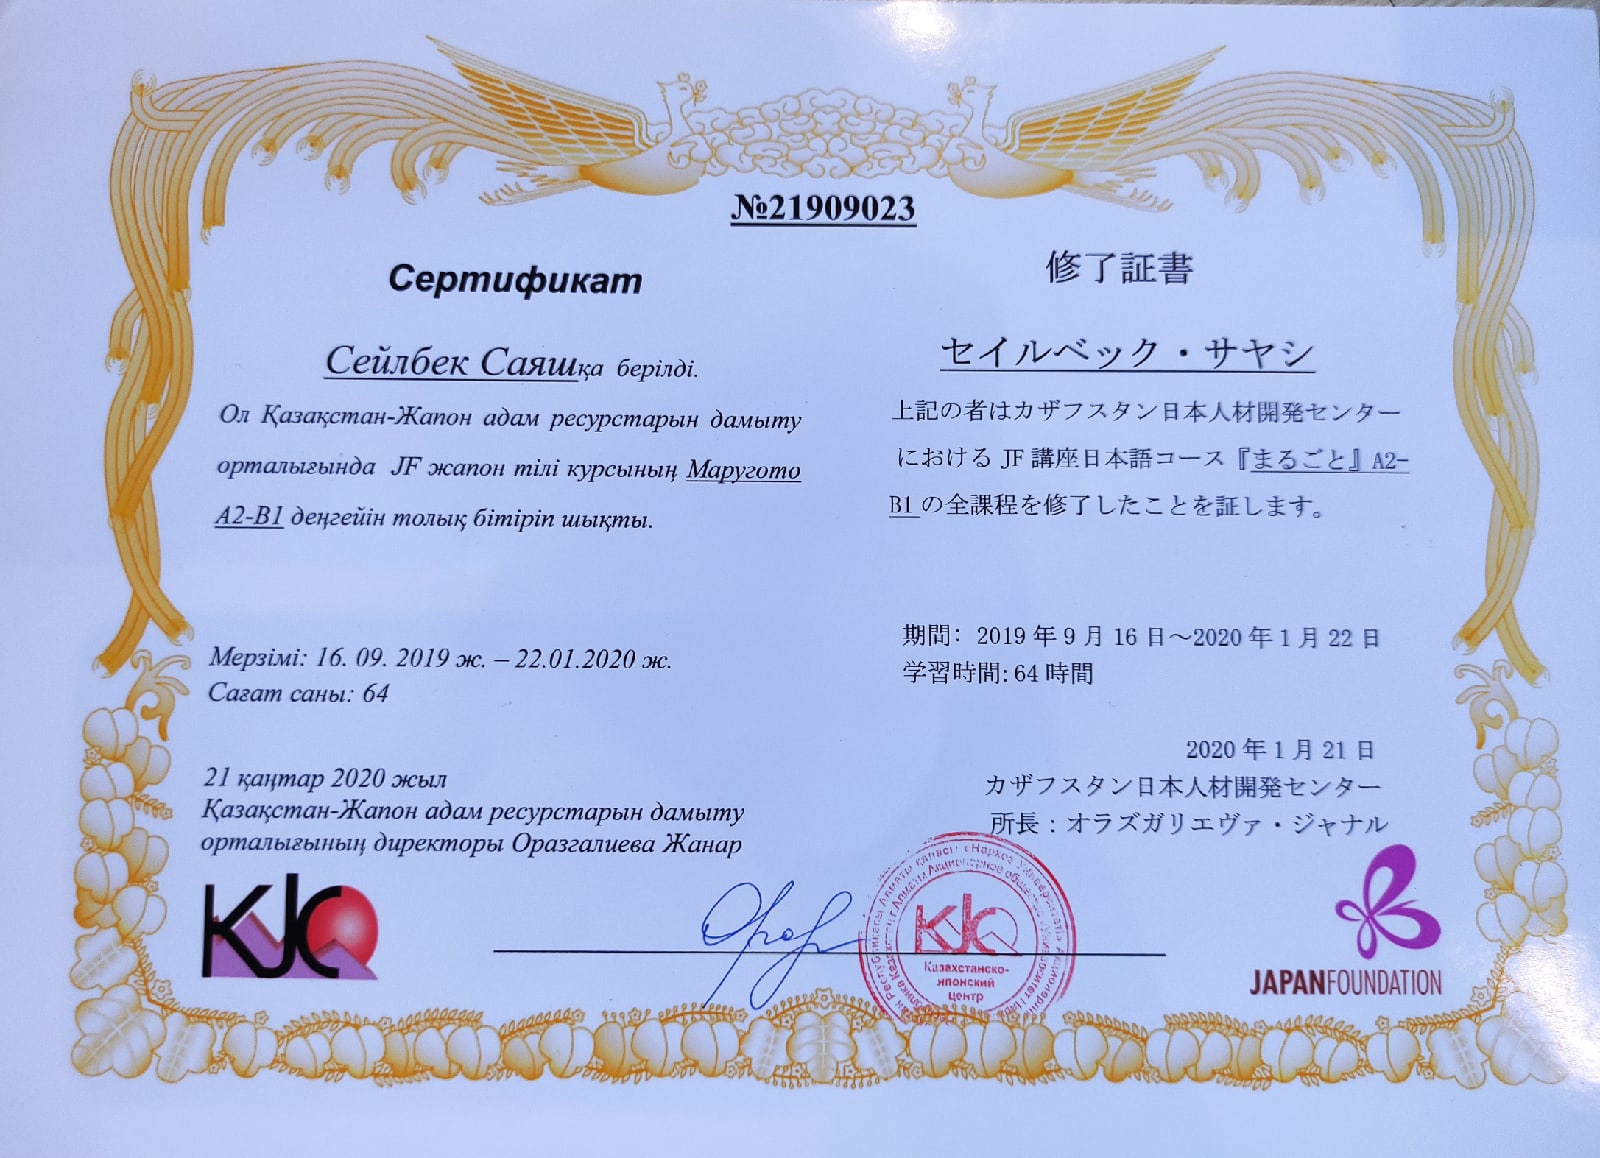 №21909023
Сертификат
Сейлбек Саяшқа берілді.
Ол Қазақстан-Жапон адам ресурстарын дамыту
орталығында JF жапон тілі курсының Маругото
А2-В1 деңгейін толық бітіріп шықты.
Мерзімі: 16. 09. 2019 ж. – 22.01.2020 ж.
Сағат саны: 64
21 қаңтар 2020 жыл
Қазақстан-Жапон адам ресурстарын дамыту
орталығының директоры Оразгалиева Жанар
KJC
修了証書
セイルベック・サヤシ
上記の者はカザフスタン日本人材開発センター
における JF 講座日本語コース『まるごと』A2-
B1 の全課程を修了したことを証します。
期間: 2019 年 9 月 16 日～2020 年 1 月 22 日
学習時間: 64 時間
2020 年 1 月 21 日
カザフスタン日本人材開発センター
所長：オラズガリエヴァ・ジャナル
KJC
Казахстанско-
японский
центр
JAPANFOUNDATION